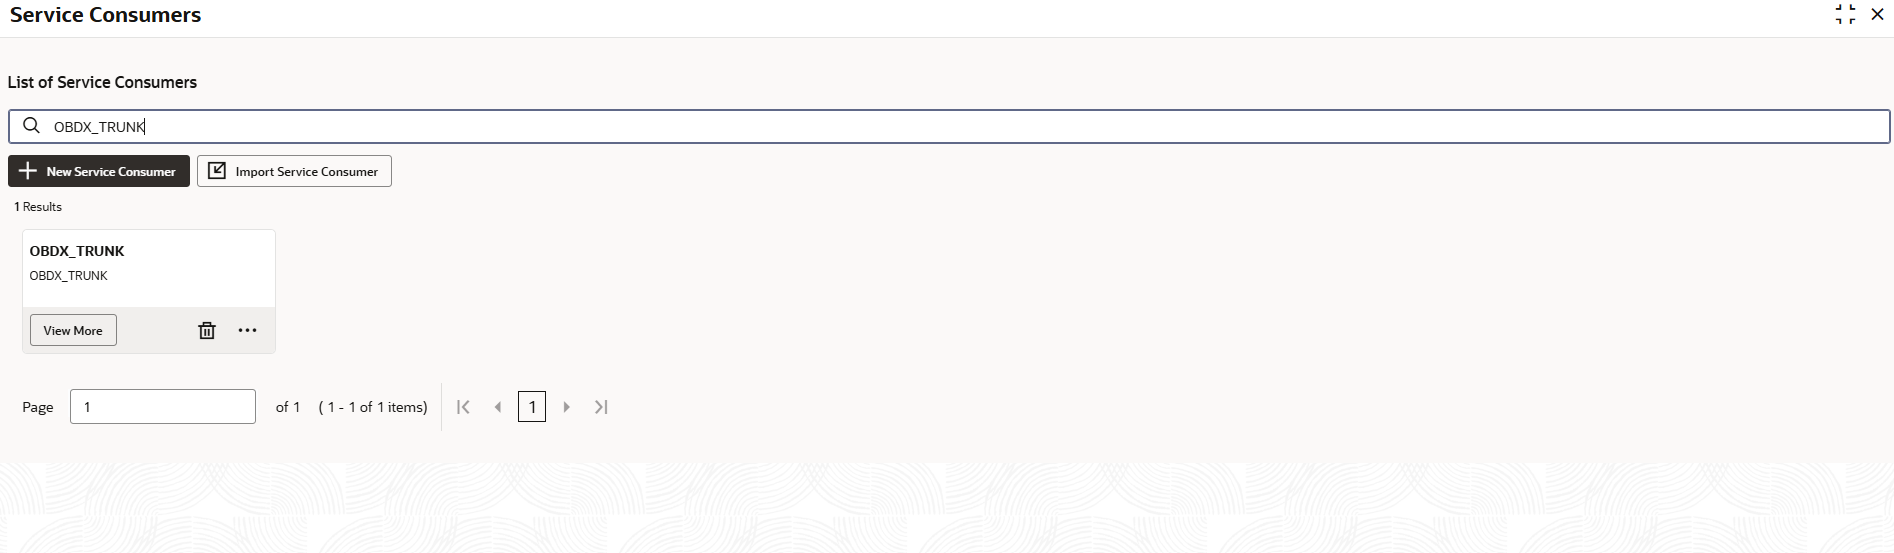 Service Consumers
List of Service Consumers
OBDX_TRUNK
New Service Consumer
Import Service Consumer
1 Results
OBDX_TRUNK
OBDX_TRUNK
View More
Page 1 of 1 ( 1 - 1 of 1 items) 1